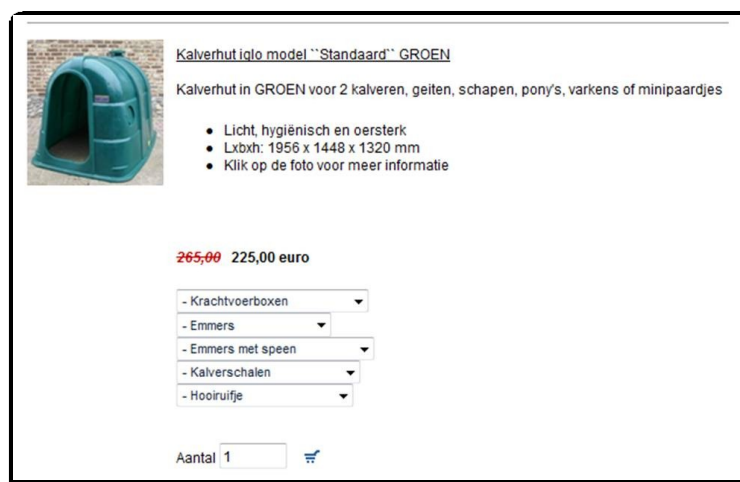 Kalverhut iglo model ``Standaard`` GROEN
Kalverhut in GROEN voor 2 kalveren, geiten, schapen, pony's, varkens of minipaardjes
Licht, hygiënisch en oersterk
Lxbxh: 1956 x 1448 x 1320 mm
Klik op de foto voor meer informatie
265,00 225,00 euro
- Krachtvoerboxen
- Emmers
- Emmers met speen
- Kalverschalen
- Hooiruifje
Aantal 1